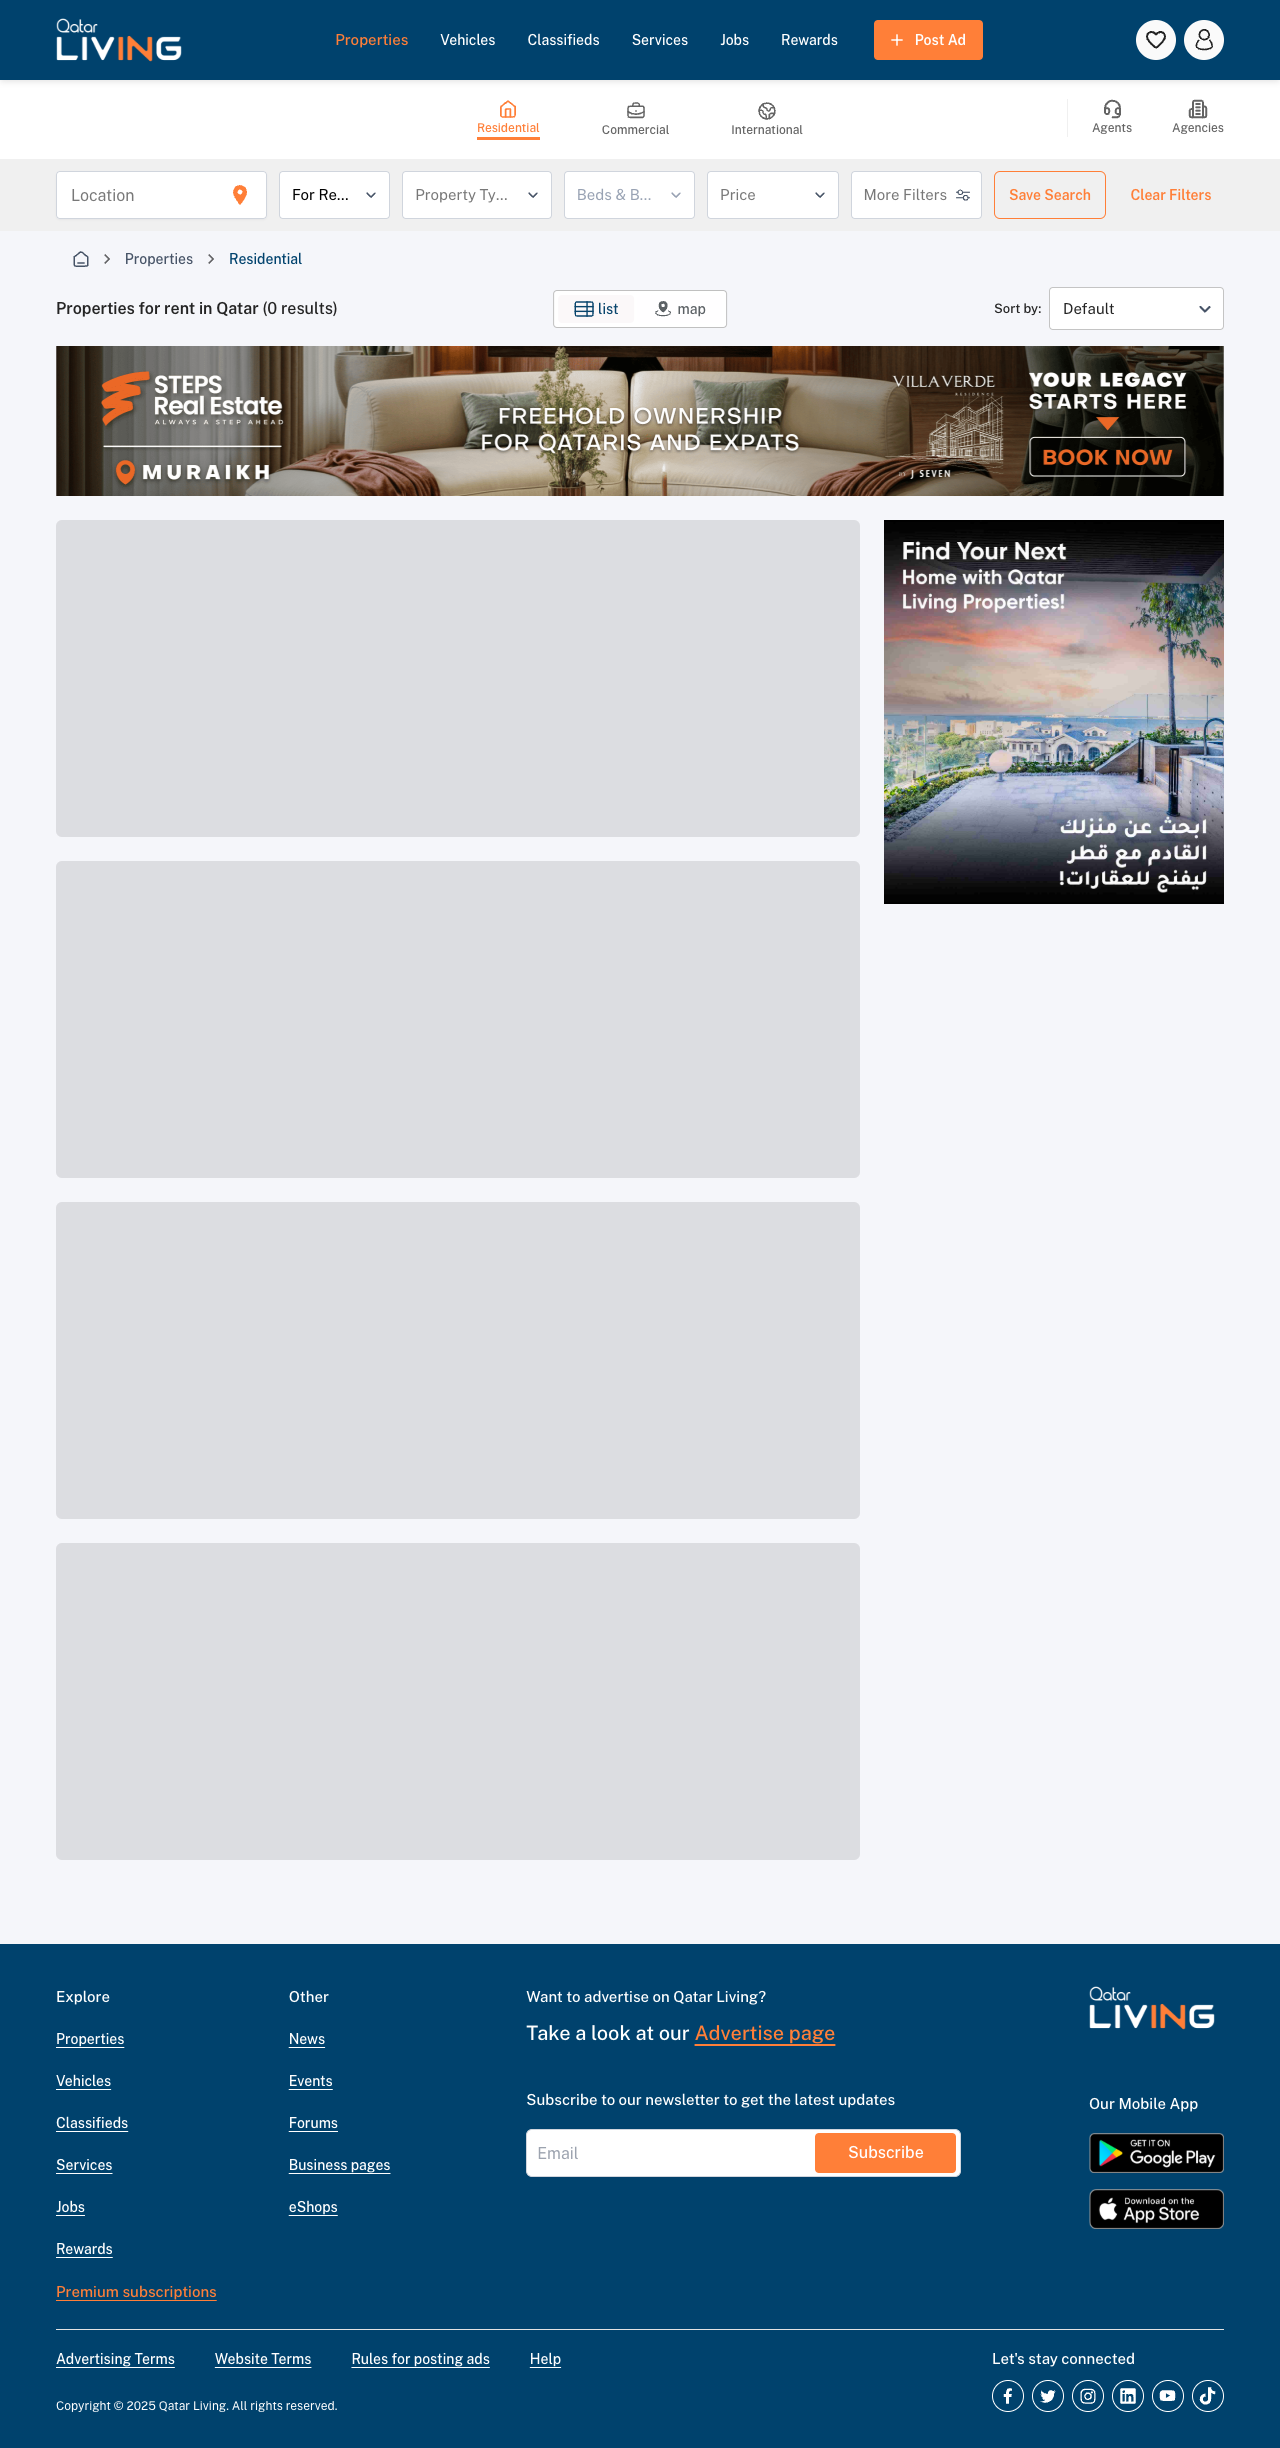 Qatar
LIVING
Properties
Vehicles
Classifieds
Services
Jobs
Rewards
Post Ad
Residential
Commercial
International
Agents
Agencies
Location
For Re...
Property Ty...
Beds & B...
Price
More Filters
Save Search
Clear Filters
Properties
Residential
Properties for rent in Qatar (0 results)
list
map
Sort by:
Default
STEPS
Real Estate
ALWAYS A STEP AHEAD
MURAIKH
FREEHOLD OWNERSHIP
FOR QATARIS AND EXPATS
VILLAVERDE
RESIDENCE
BY J SEVEN
YOUR LEGACY
STARTS HERE
BOOK NOW
Find Your Next
Home with Qatar
Living Properties!
ابحث عن منزلك
القادم مع قطر
ليفنج للعقارات!
Explore
Properties
Vehicles
Classifieds
Services
Jobs
Rewards
Premium subscriptions
Other
News
Events
Forums
Business pages
eShops
Want to advertise on Qatar Living?
Take a look at our Advertise page
Subscribe to our newsletter to get the latest updates
Email
Subscribe
Qatar
LIVING
Our Mobile App
GET IT ON
Google Play
Download on the
App Store
Advertising Terms
Website Terms
Rules for posting ads
Help
Let's stay connected
Copyright © 2025 Qatar Living. All rights reserved.